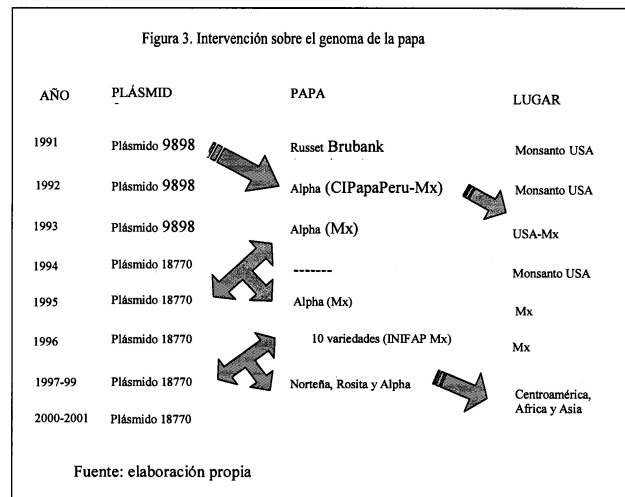 Figura 3. Intervención sobre el genoma de la papa
AÑO PLÁSMID PAPA LUGAR
1991 Plásmido 9898 Russet Brubank Monsanto USA
1992 Plásmido 9898 Alpha (CIPapaPeru-Mx) Monsanto USA
1993 Plásmido 9898 Alpha (Mx) USA-Mx
1994 Plásmido 18770 ------- Monsanto USA
1995 Plásmido 18770 Alpha (Mx) Mx
1996 Plásmido 18770 10 variedades (INIFAP Mx) Mx
1997-99 Plásmido 18770 Norteña, Rosita y Alpha Centroamérica,
Africa y Asia
2000-2001 Plásmido 18770
Fuente: elaboración propia